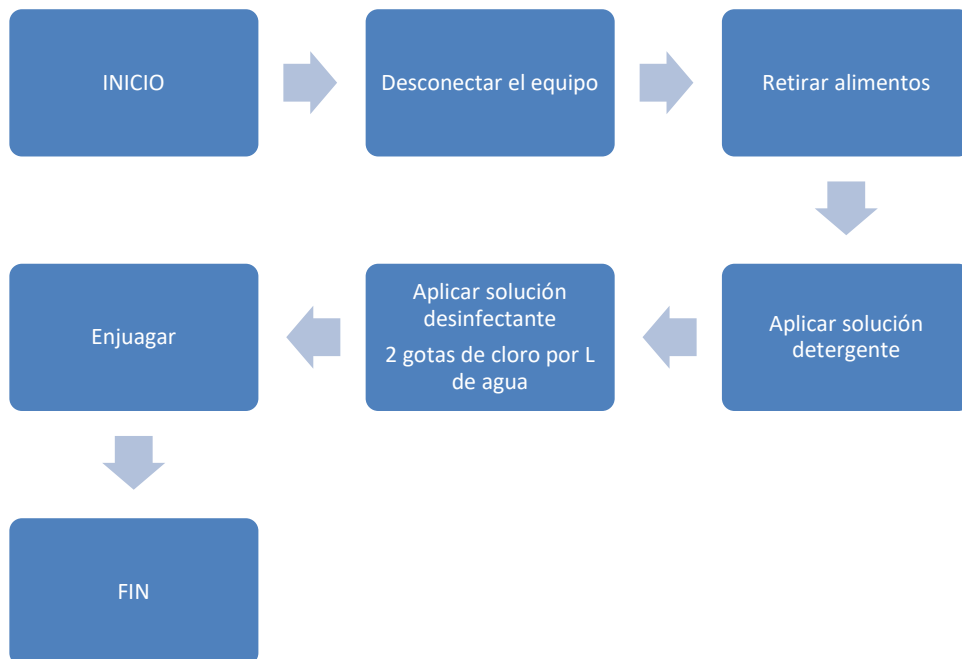 INICIO
Desconectar el equipo
Retirar alimentos
Aplicar solución
detergente
Aplicar solución
desinfectante
2 gotas de cloro por L
de agua
Enjuagar
FIN